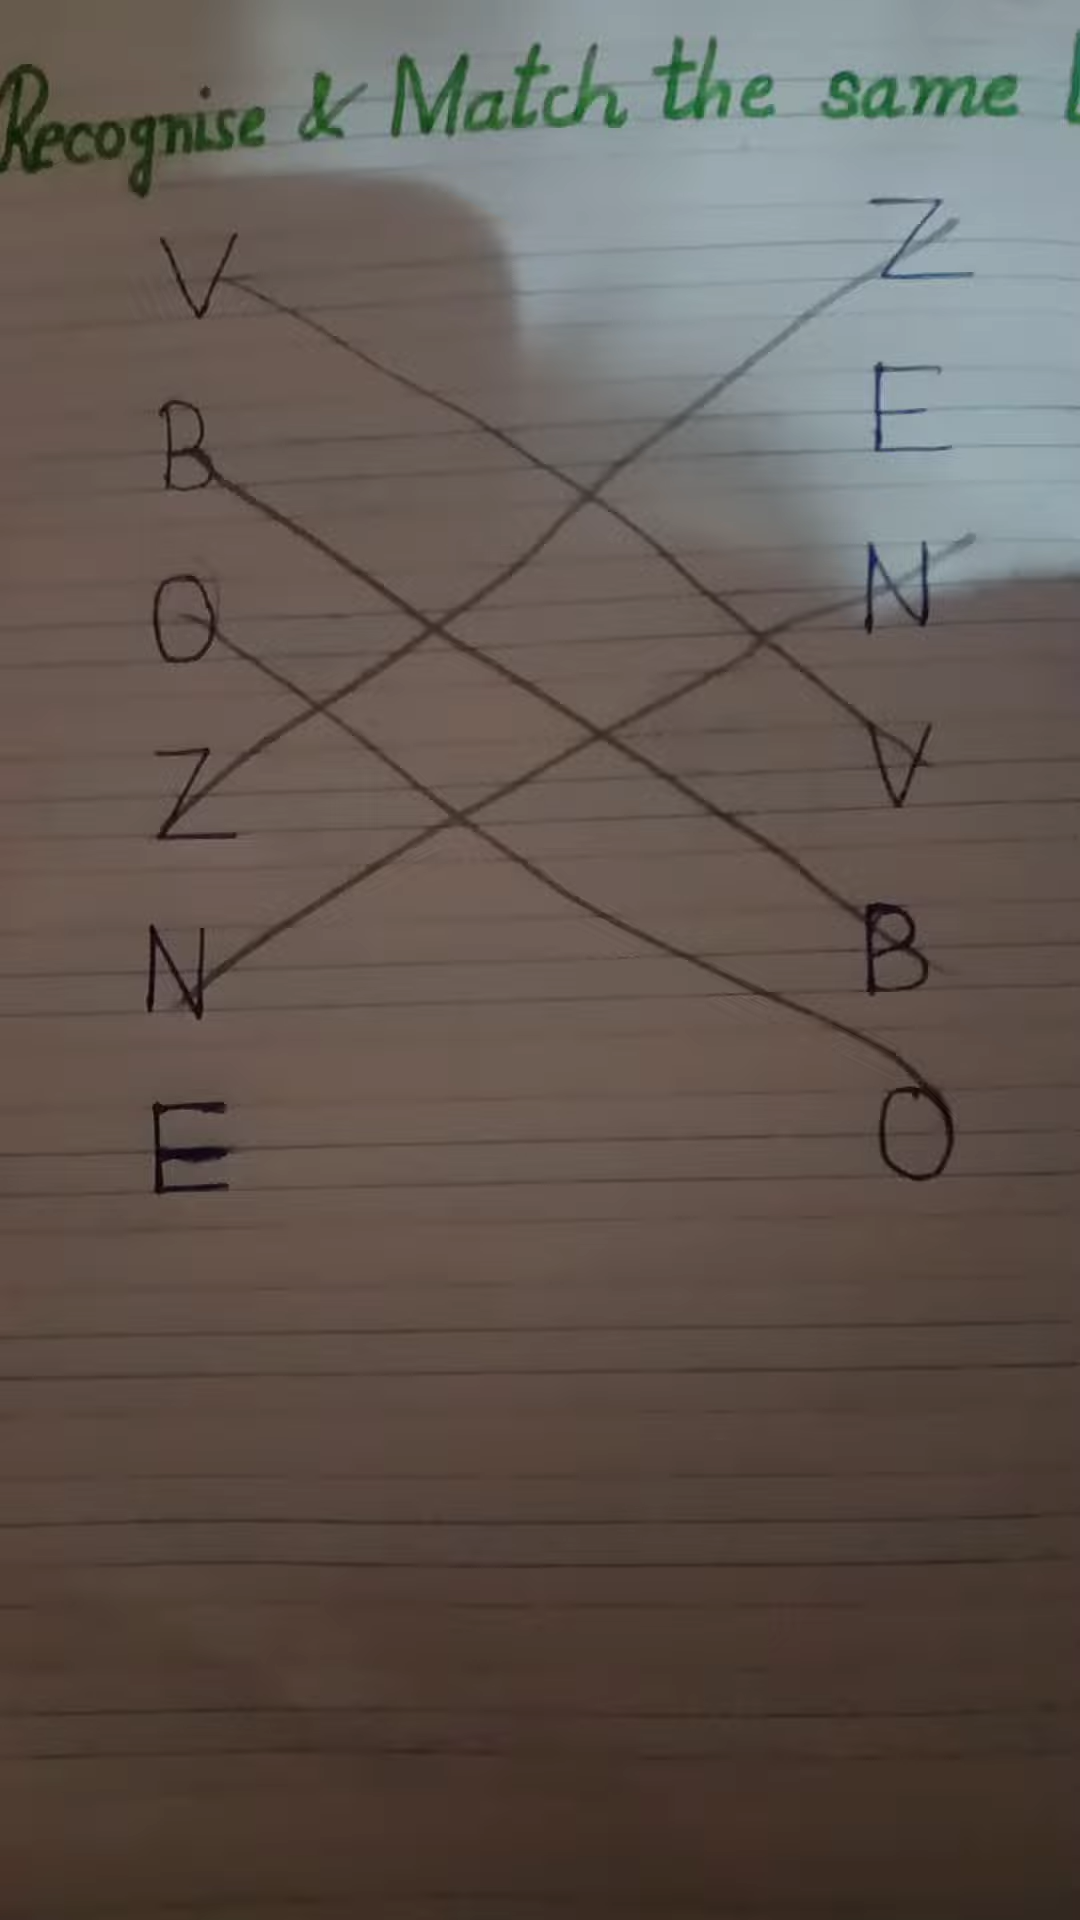 Recognise & Match the same
V Z
B E
O N
Z V
N B
E O